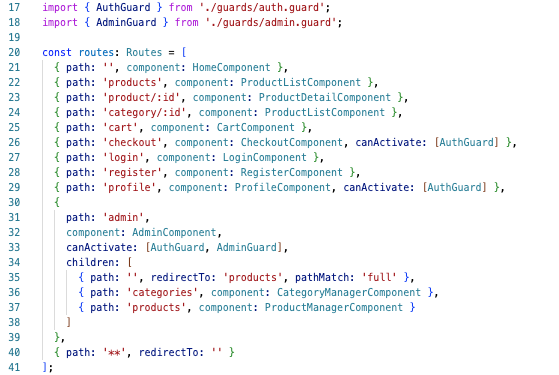 17 import { AuthGuard } from './guards/auth.guard';
18 import { AdminGuard } from './guards/admin.guard';
19
20 const routes: Routes = [
21   { path: '', component: HomeComponent },
22   { path: 'products', component: ProductListComponent },
23   { path: 'product/:id', component: ProductDetailComponent },
24   { path: 'category/:id', component: ProductListComponent },
25   { path: 'cart', component: CartComponent },
26   { path: 'checkout', component: CheckoutComponent, canActivate: [AuthGuard] },
27   { path: 'login', component: LoginComponent },
28   { path: 'register', component: RegisterComponent },
29   { path: 'profile', component: ProfileComponent, canActivate: [AuthGuard] },
30   {
31     path: 'admin',
32     component: AdminComponent,
33     canActivate: [AuthGuard, AdminGuard],
34     children: [
35       { path: '', redirectTo: 'products', pathMatch: 'full' },
36       { path: 'categories', component: CategoryManagerComponent },
37       { path: 'products', component: ProductManagerComponent }
38     ]
39   },
40   { path: '**', redirectTo: '' }
41 ];